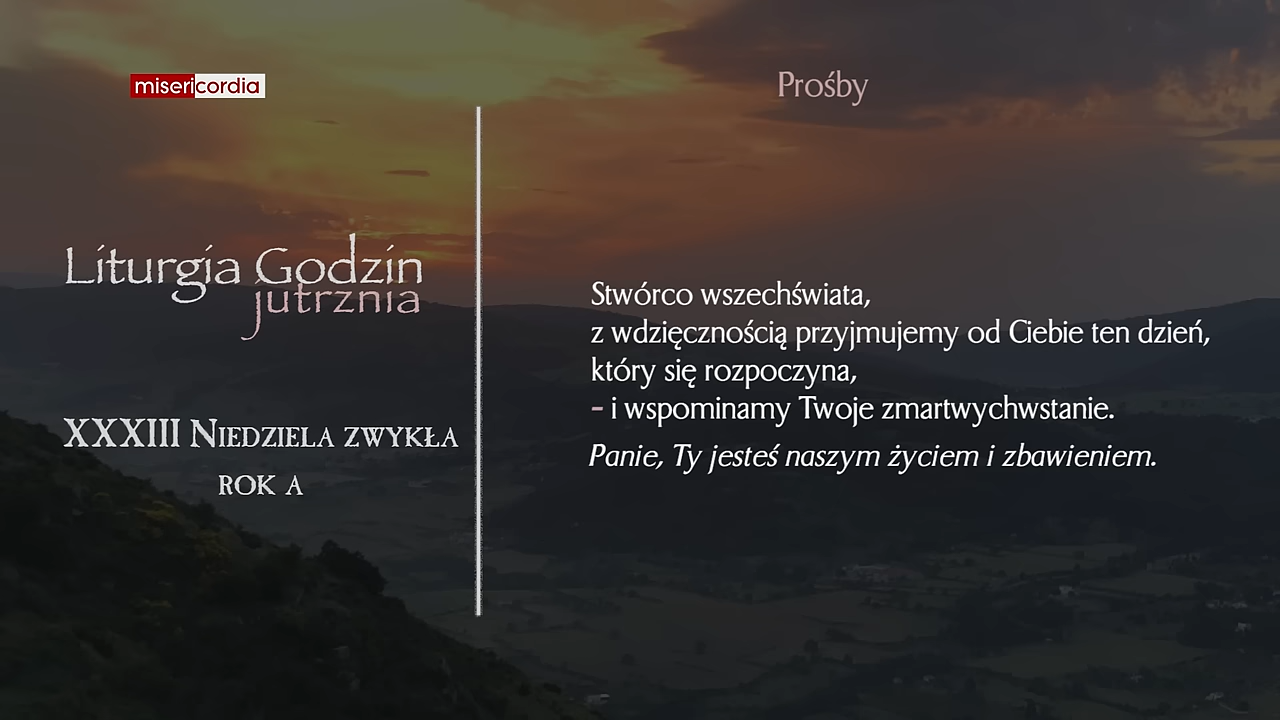 misericordia
Liturgia Godzin
jutrznia
XXXIII Niedziela zwykła
rok A
Prośby
Stwórco wszechświata,
z wdzięcznością przyjmujemy od Ciebie ten dzień,
który się rozpoczyna,
- i wspominamy Twoje zmartwychwstanie.
Panie, Ty jesteś naszym życiem i zbawieniem.